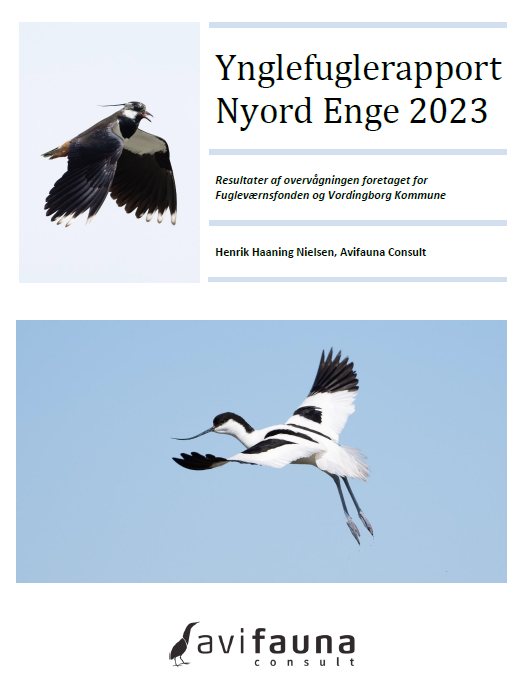 Ynglefuglerapport
Nyord Enge 2023
Resultater af overvågningen foretaget for
Fugleværnsfonden og Vordingborg Kommune
Henrik Haaning Nielsen, Avifauna Consult
avifauna
consult